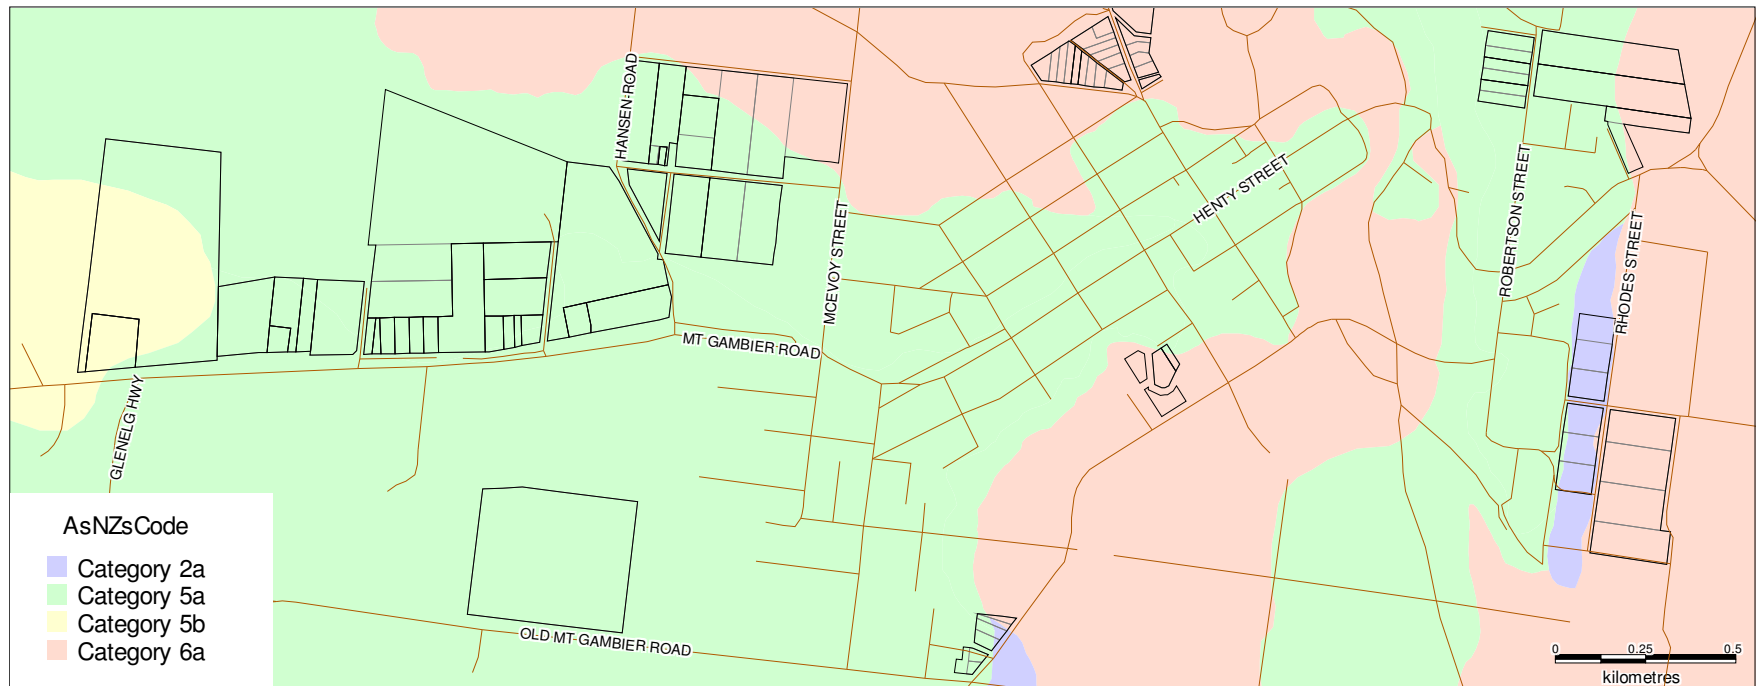 HANSEN ROAD
HENTY STREET
ROBERTSON STREET
RHODES STREET
MCEVOY STREET
MT GAMBIER ROAD
GLENELG HWY
OLD MT GAMBIER ROAD
AsNZsCode
Category 2a
Category 5a
Category 5b
Category 6a
0 0.25 0.5
kilometres